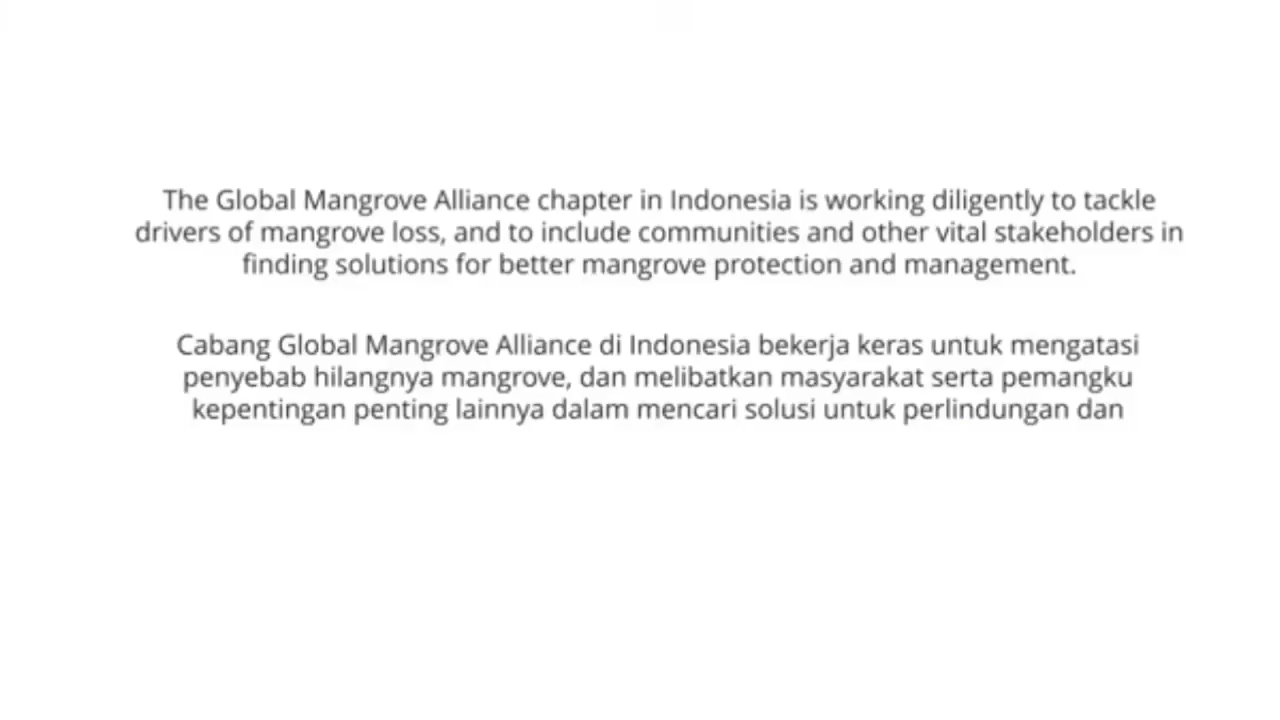 The Global Mangrove Alliance chapter in Indonesia is working diligently to tackle
drivers of mangrove loss, and to include communities and other vital stakeholders in
finding solutions for better mangrove protection and management.
Cabang Global Mangrove Alliance di Indonesia bekerja keras untuk mengatasi
penyebab hilangnya mangrove, dan melibatkan masyarakat serta pemangku
kepentingan penting lainnya dalam mencari solusi untuk perlindungan dan